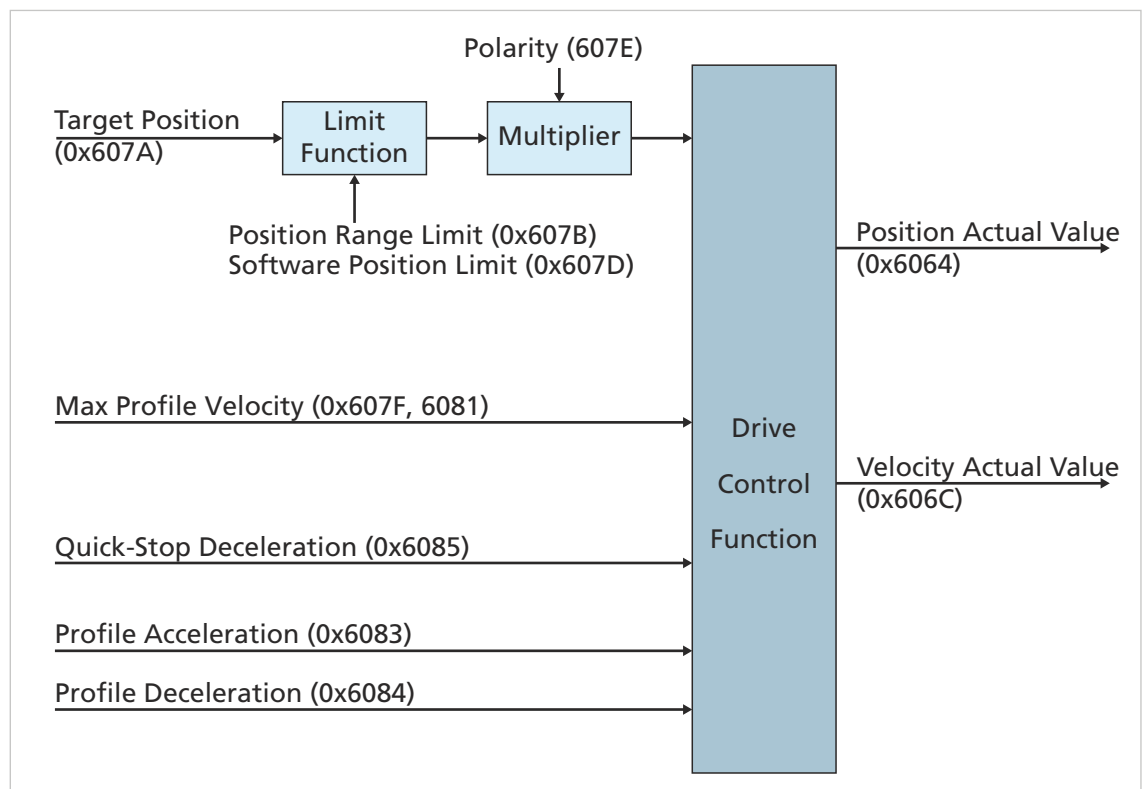 Polarity (607E)
Target Position
(0x607A)
Limit
Function
Multiplier
Position Range Limit (0x607B)
Software Position Limit (0x607D)
Position Actual Value
(0x6064)
Max Profile Velocity (0x607F, 6081)
Drive
Control
Function
Velocity Actual Value
(0x606C)
Quick-Stop Deceleration (0x6085)
Profile Acceleration (0x6083)
Profile Deceleration (0x6084)